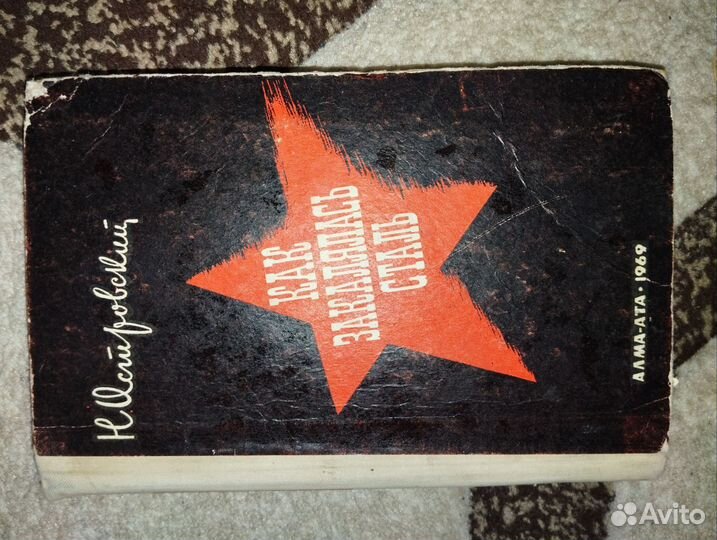 Н. Островский
КАК
ЗАКАЛЯЛАСЬ
СТАЛЬ
АЛМА-АТА • 1969
Avito